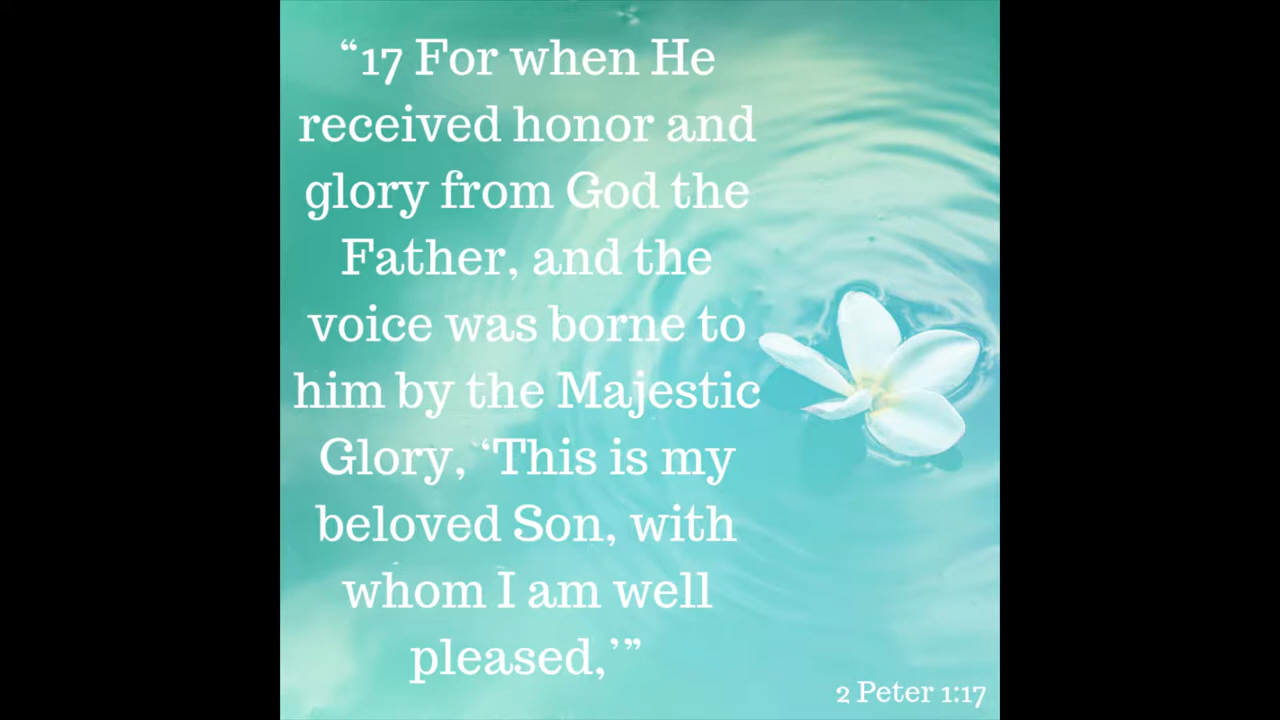 “17 For when He
received honor and
glory from God the
Father, and the
voice was borne to
him by the Majestic
Glory, ‘This is my
beloved Son, with
whom I am well
pleased,’”
2 Peter 1:17